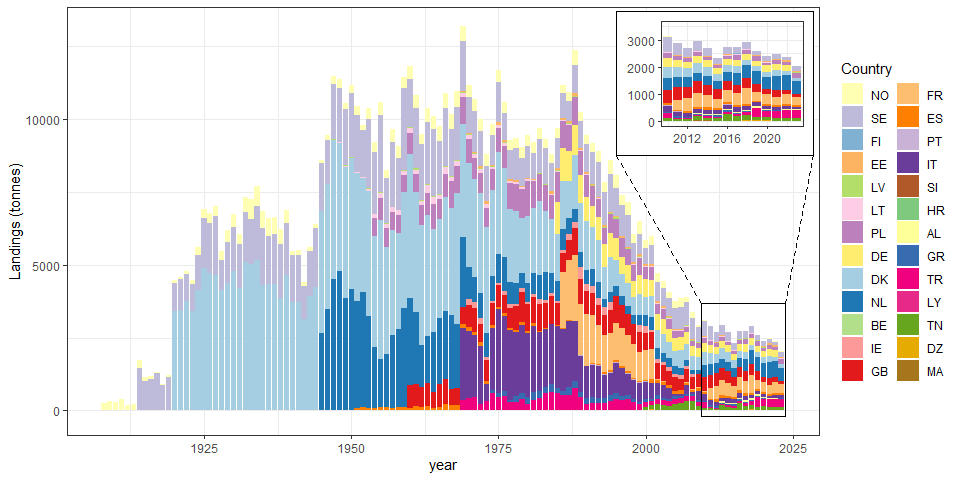 Landings (tonnes)
10000
5000
0
1925
1950
1975
2000
2025
year
3000
2000
1000
0
2012
2016
2020
Country
NO FR
SE ES
FI PT
EE IT
LV SI
LT HR
PL AL
DE GR
DK TR
NL LY
BE TN
IE DZ
GB MA